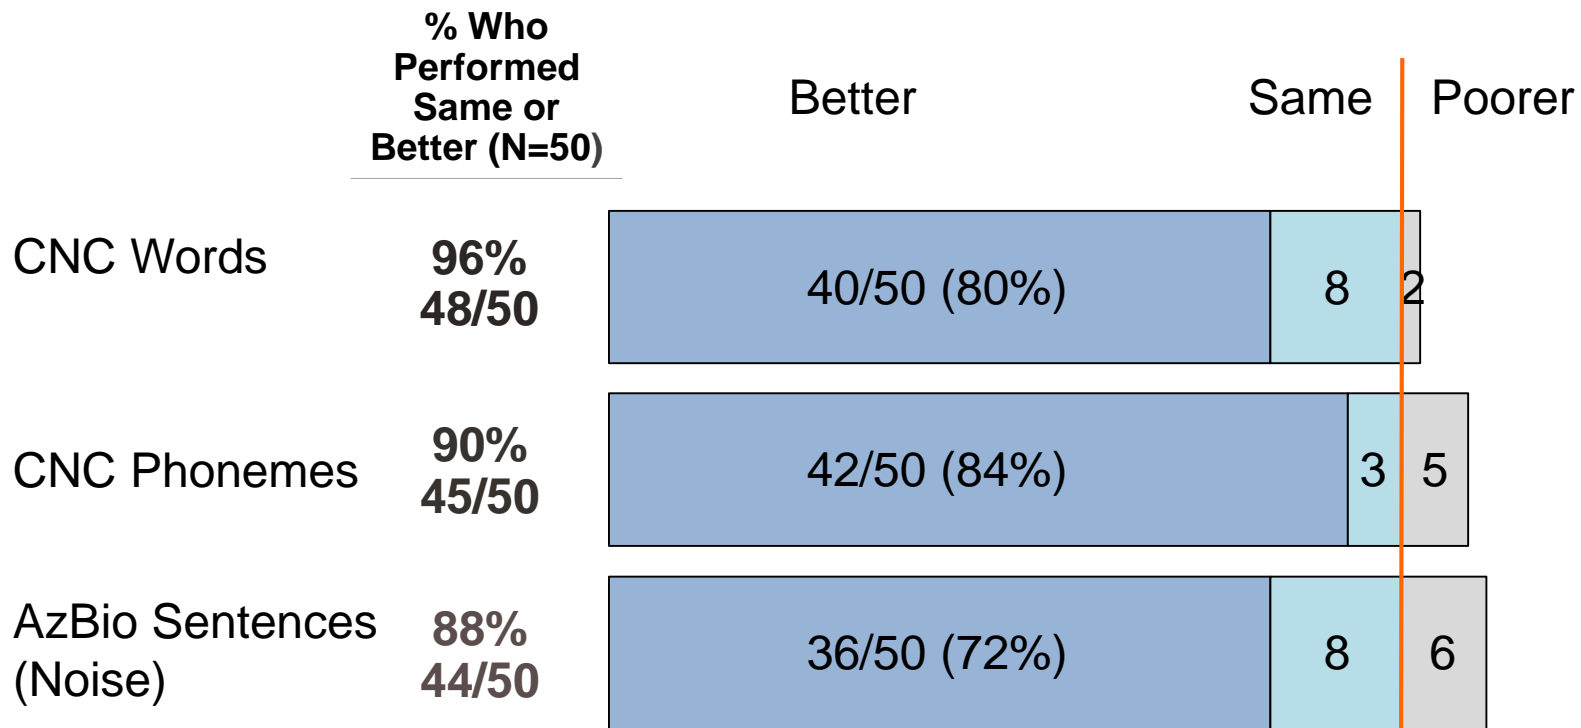 % Who
Performed
Same or
Better (N=50)
Better
Same
Poorer
CNC Words
96%
48/50
40/50 (80%)
8
2
CNC Phonemes
90%
45/50
42/50 (84%)
3
5
AzBio Sentences
(Noise)
88%
44/50
36/50 (72%)
8
6